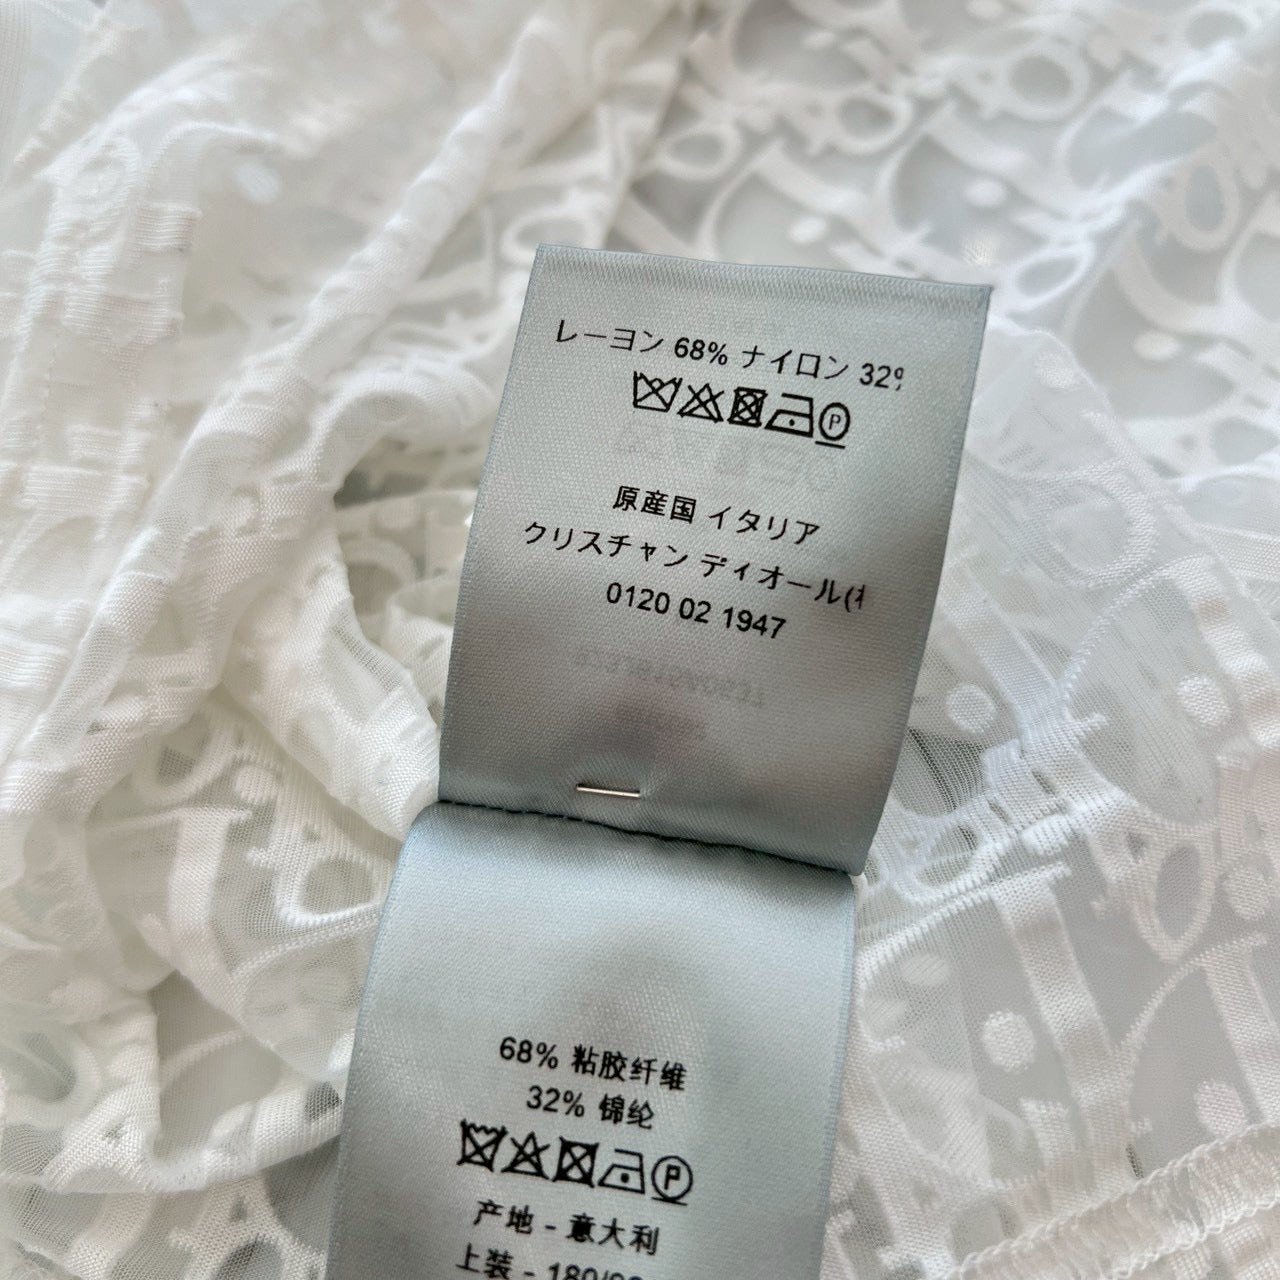 レーヨン 68% ナイロン 32%
P
原産国 イタリア
クリスチャン ディオール(
0120 02 1947
68% 粘胶纤维
32% 锦纶
P
产地 - 意大利
上装 - 180/